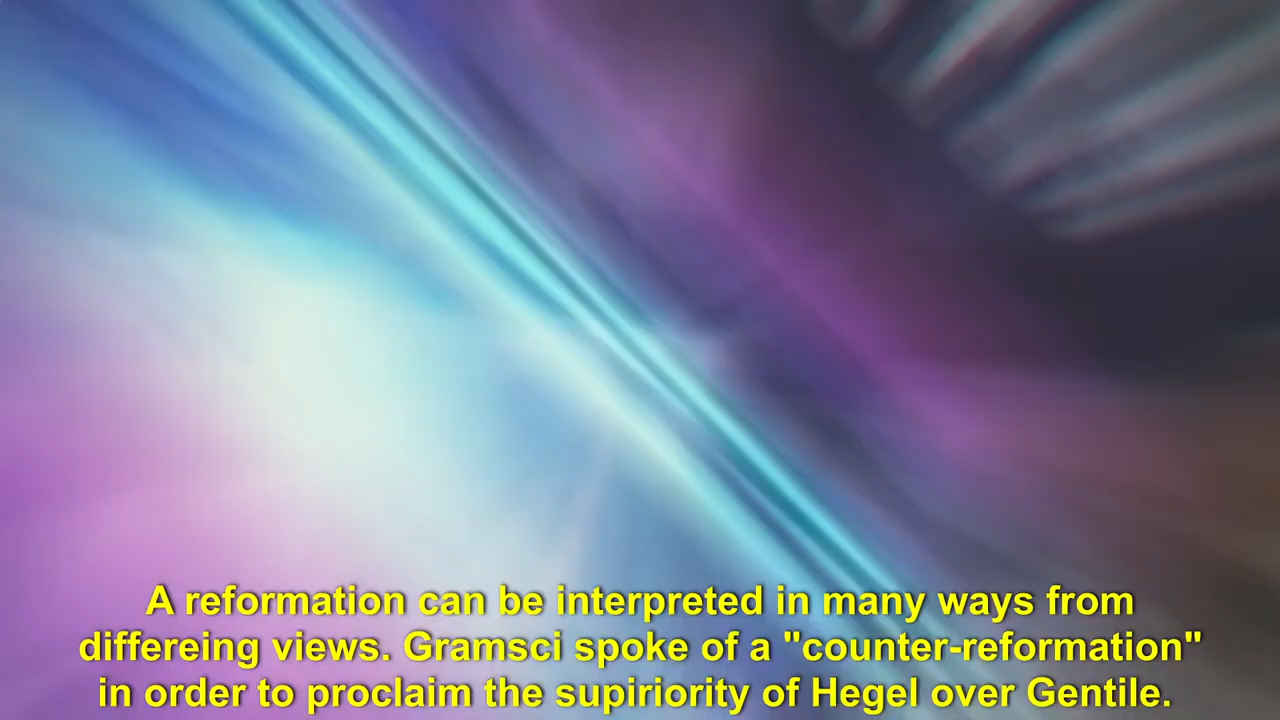 A reformation can be interpreted in many ways from
differeing views. Gramsci spoke of a "counter-reformation"
in order to proclaim the supiriority of Hegel over Gentile.